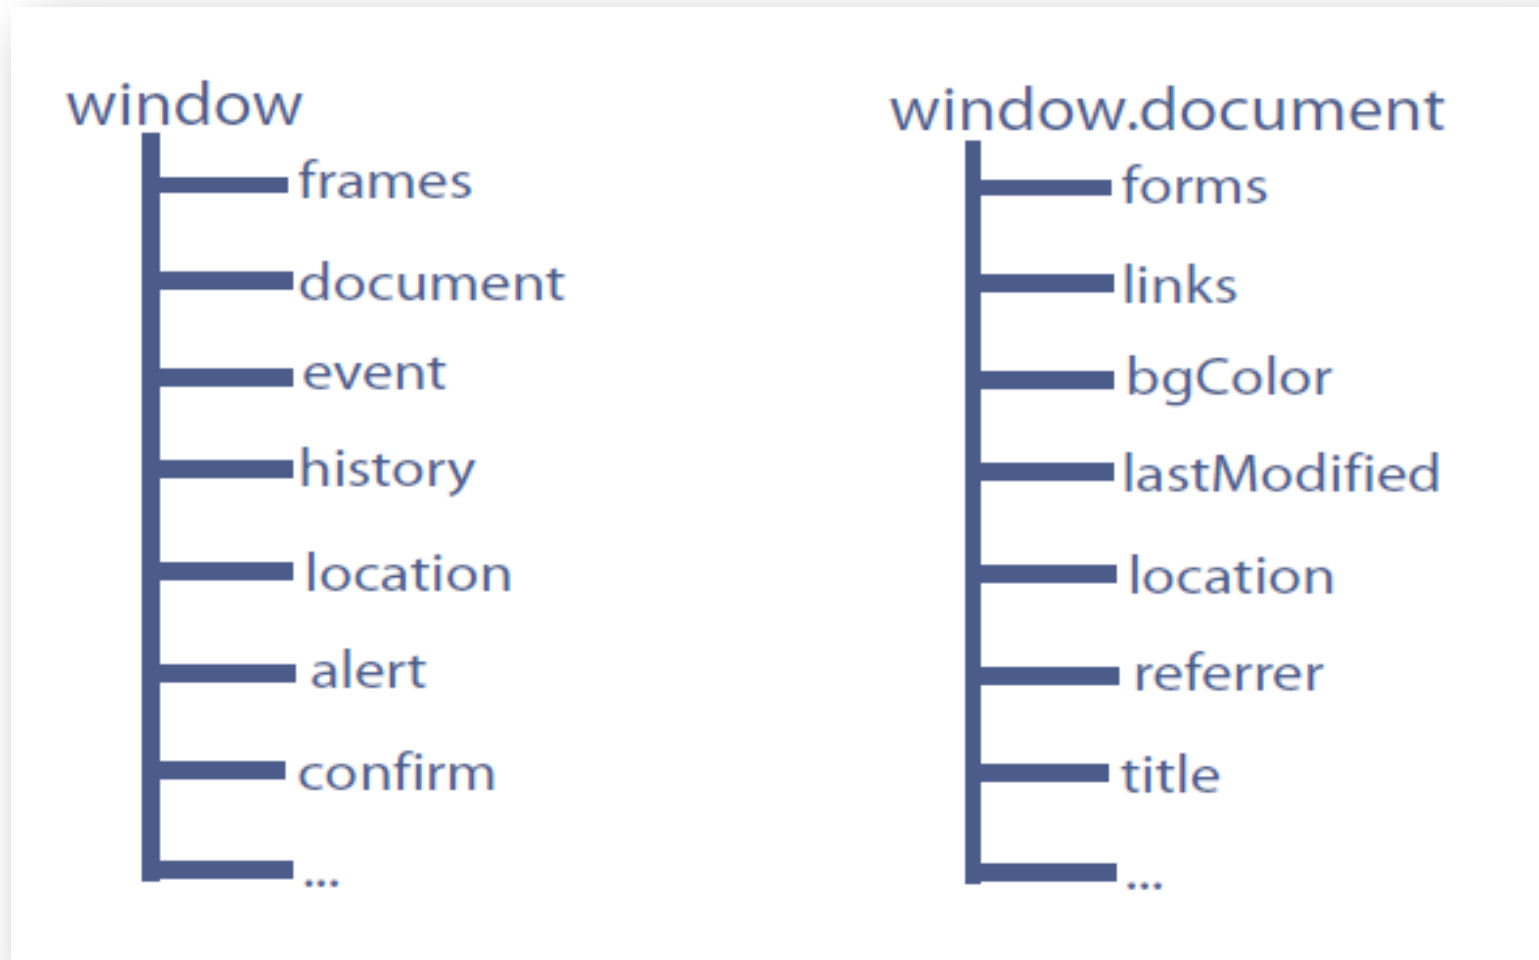 window
frames
document
event
history
location
alert
confirm
...
window.document
forms
links
bgColor
lastModified
location
referrer
title
...